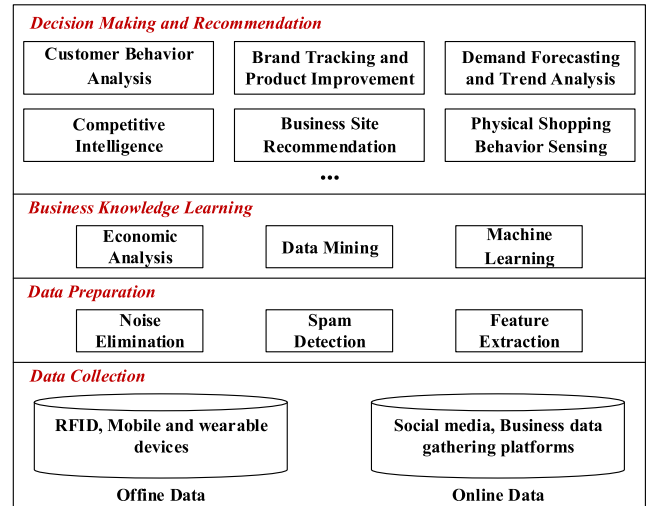 Decision Making and Recommendation
Customer Behavior
Analysis
Brand Tracking and
Product Improvement
Demand Forecasting
and Trend Analysis
Competitive
Intelligence
Business Site
Recommendation
Physical Shopping
Behavior Sensing
...
Business Knowledge Learning
Economic
Analysis
Data Mining
Machine
Learning
Data Preparation
Noise
Elimination
Spam
Detection
Feature
Extraction
Data Collection
RFID, Mobile and wearable
devices
Social media, Business data
gathering platforms
Offine Data
Online Data